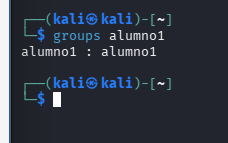 ┌──(kali㉿kali)-[~]
└─$ groups alumno1
alumno1 : alumno1
┌──(kali㉿kali)-[~]
└─$